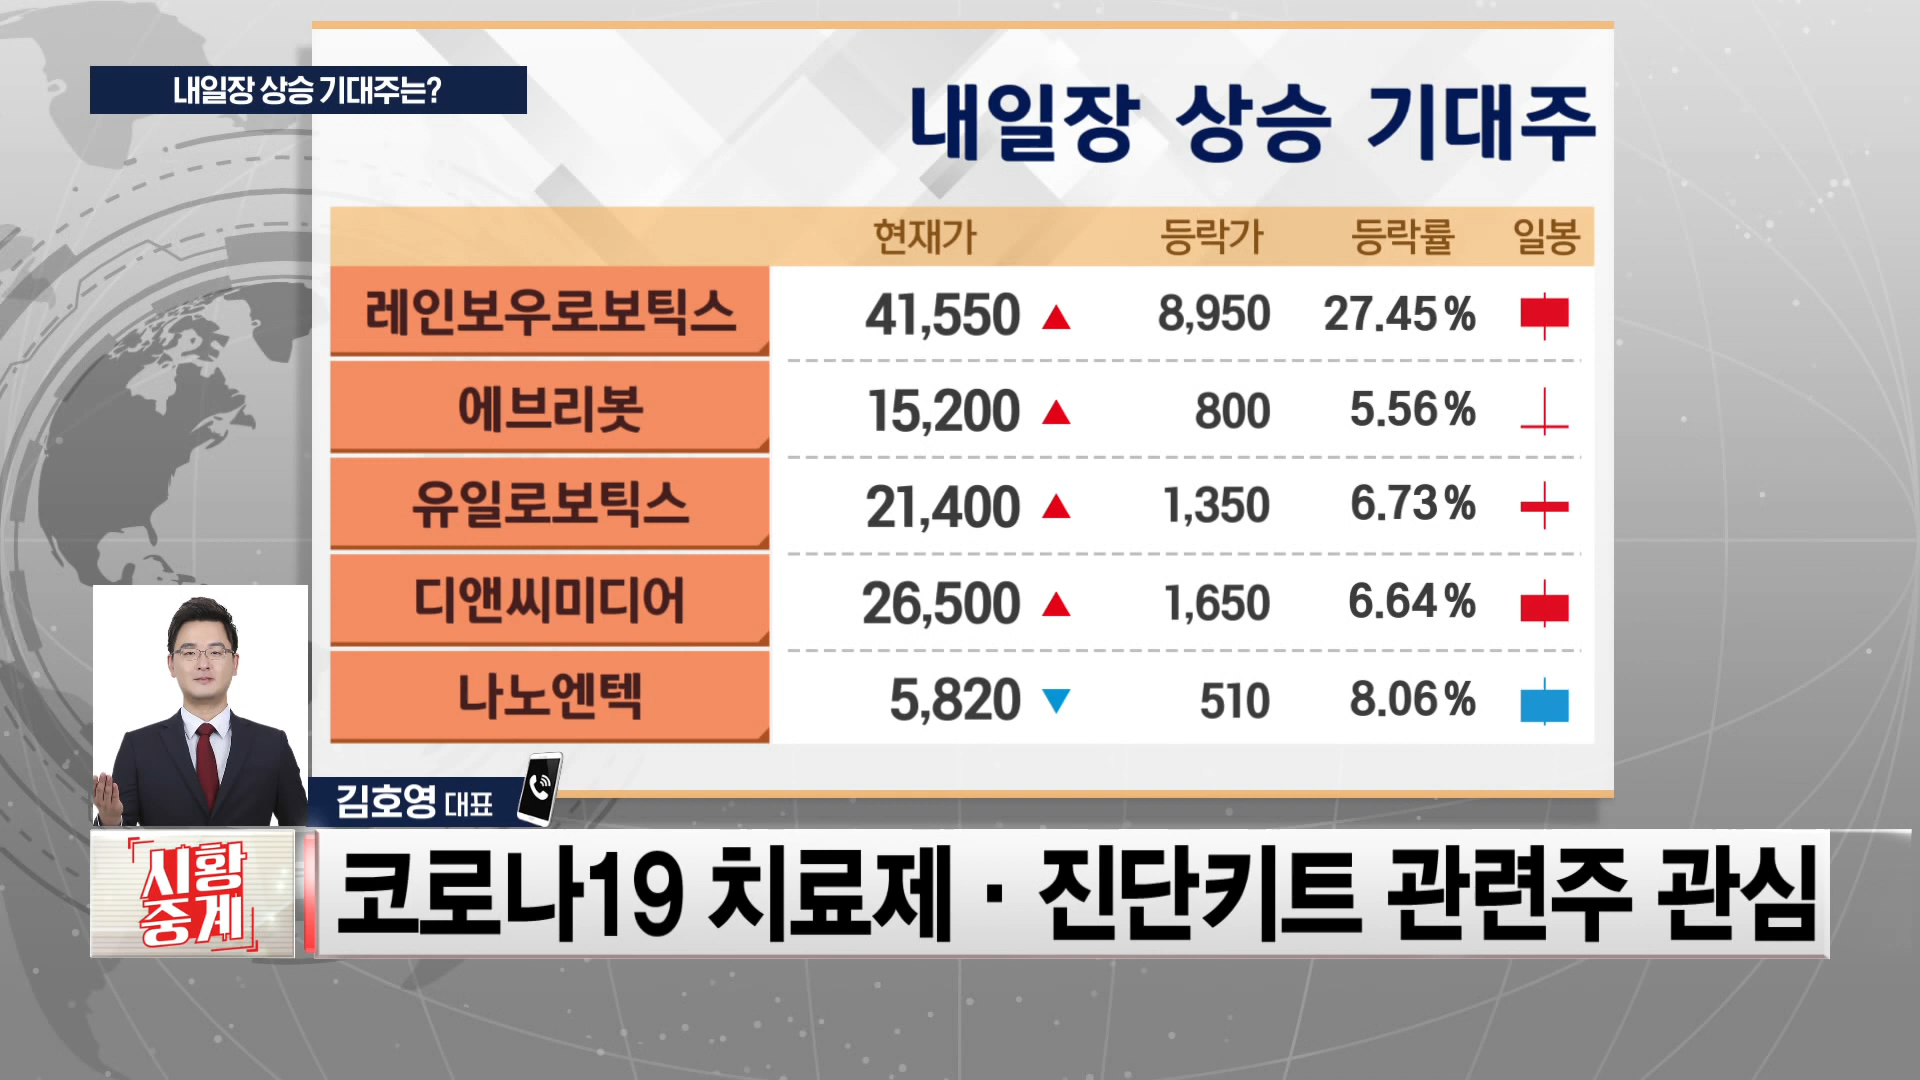 내일장 상승 기대주는?
내일장 상승 기대주
현재가 등락가 등락률 일봉
레인보우로보틱스 41,550 ▲ 8,950 27.45%
에브리봇 15,200 ▲ 800 5.56%
유일로보틱스 21,400 ▲ 1,350 6.73%
디앤씨미디어 26,500 ▲ 1,650 6.64%
나노엔텍 5,820 ▼ 510 8.06%
김호영 대표
시황
중계
코로나19 치료제·진단키트 관련주 관심